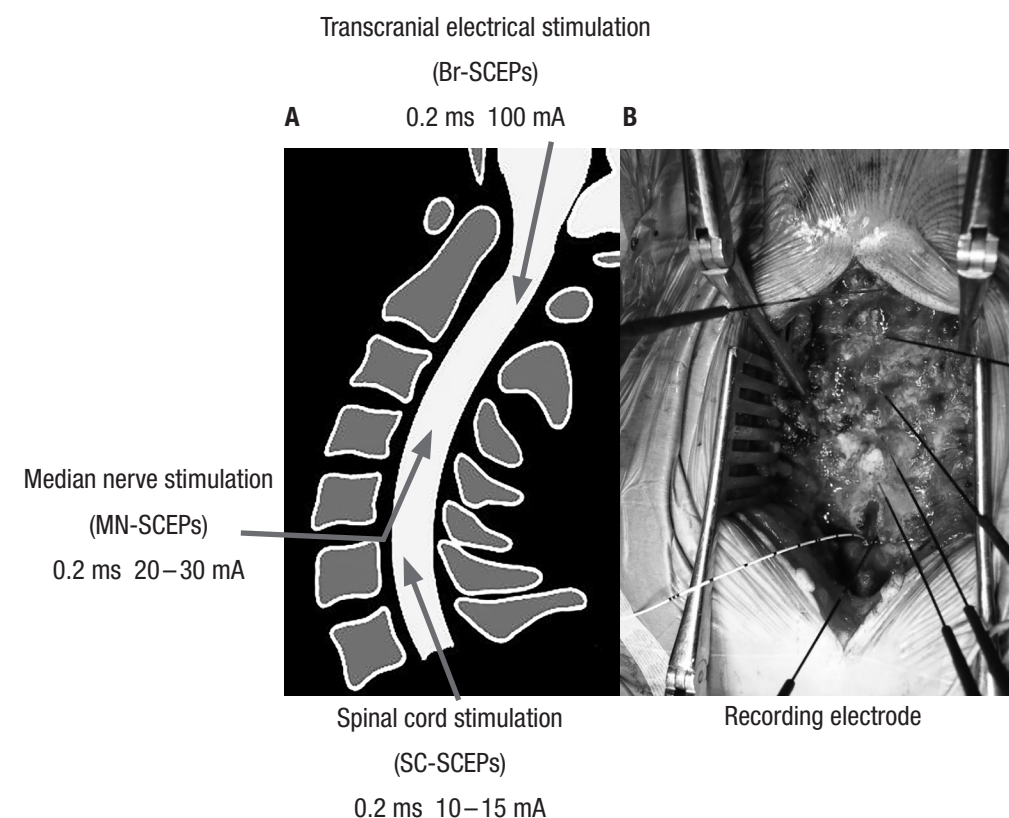 Transcranial electrical stimulation
(Br-SCEPs)
0.2 ms 100 mA
A
B
Median nerve stimulation
(MN-SCEPs)
0.2 ms 20–30 mA
Spinal cord stimulation
(SC-SCEPs)
0.2 ms 10–15 mA
Recording electrode